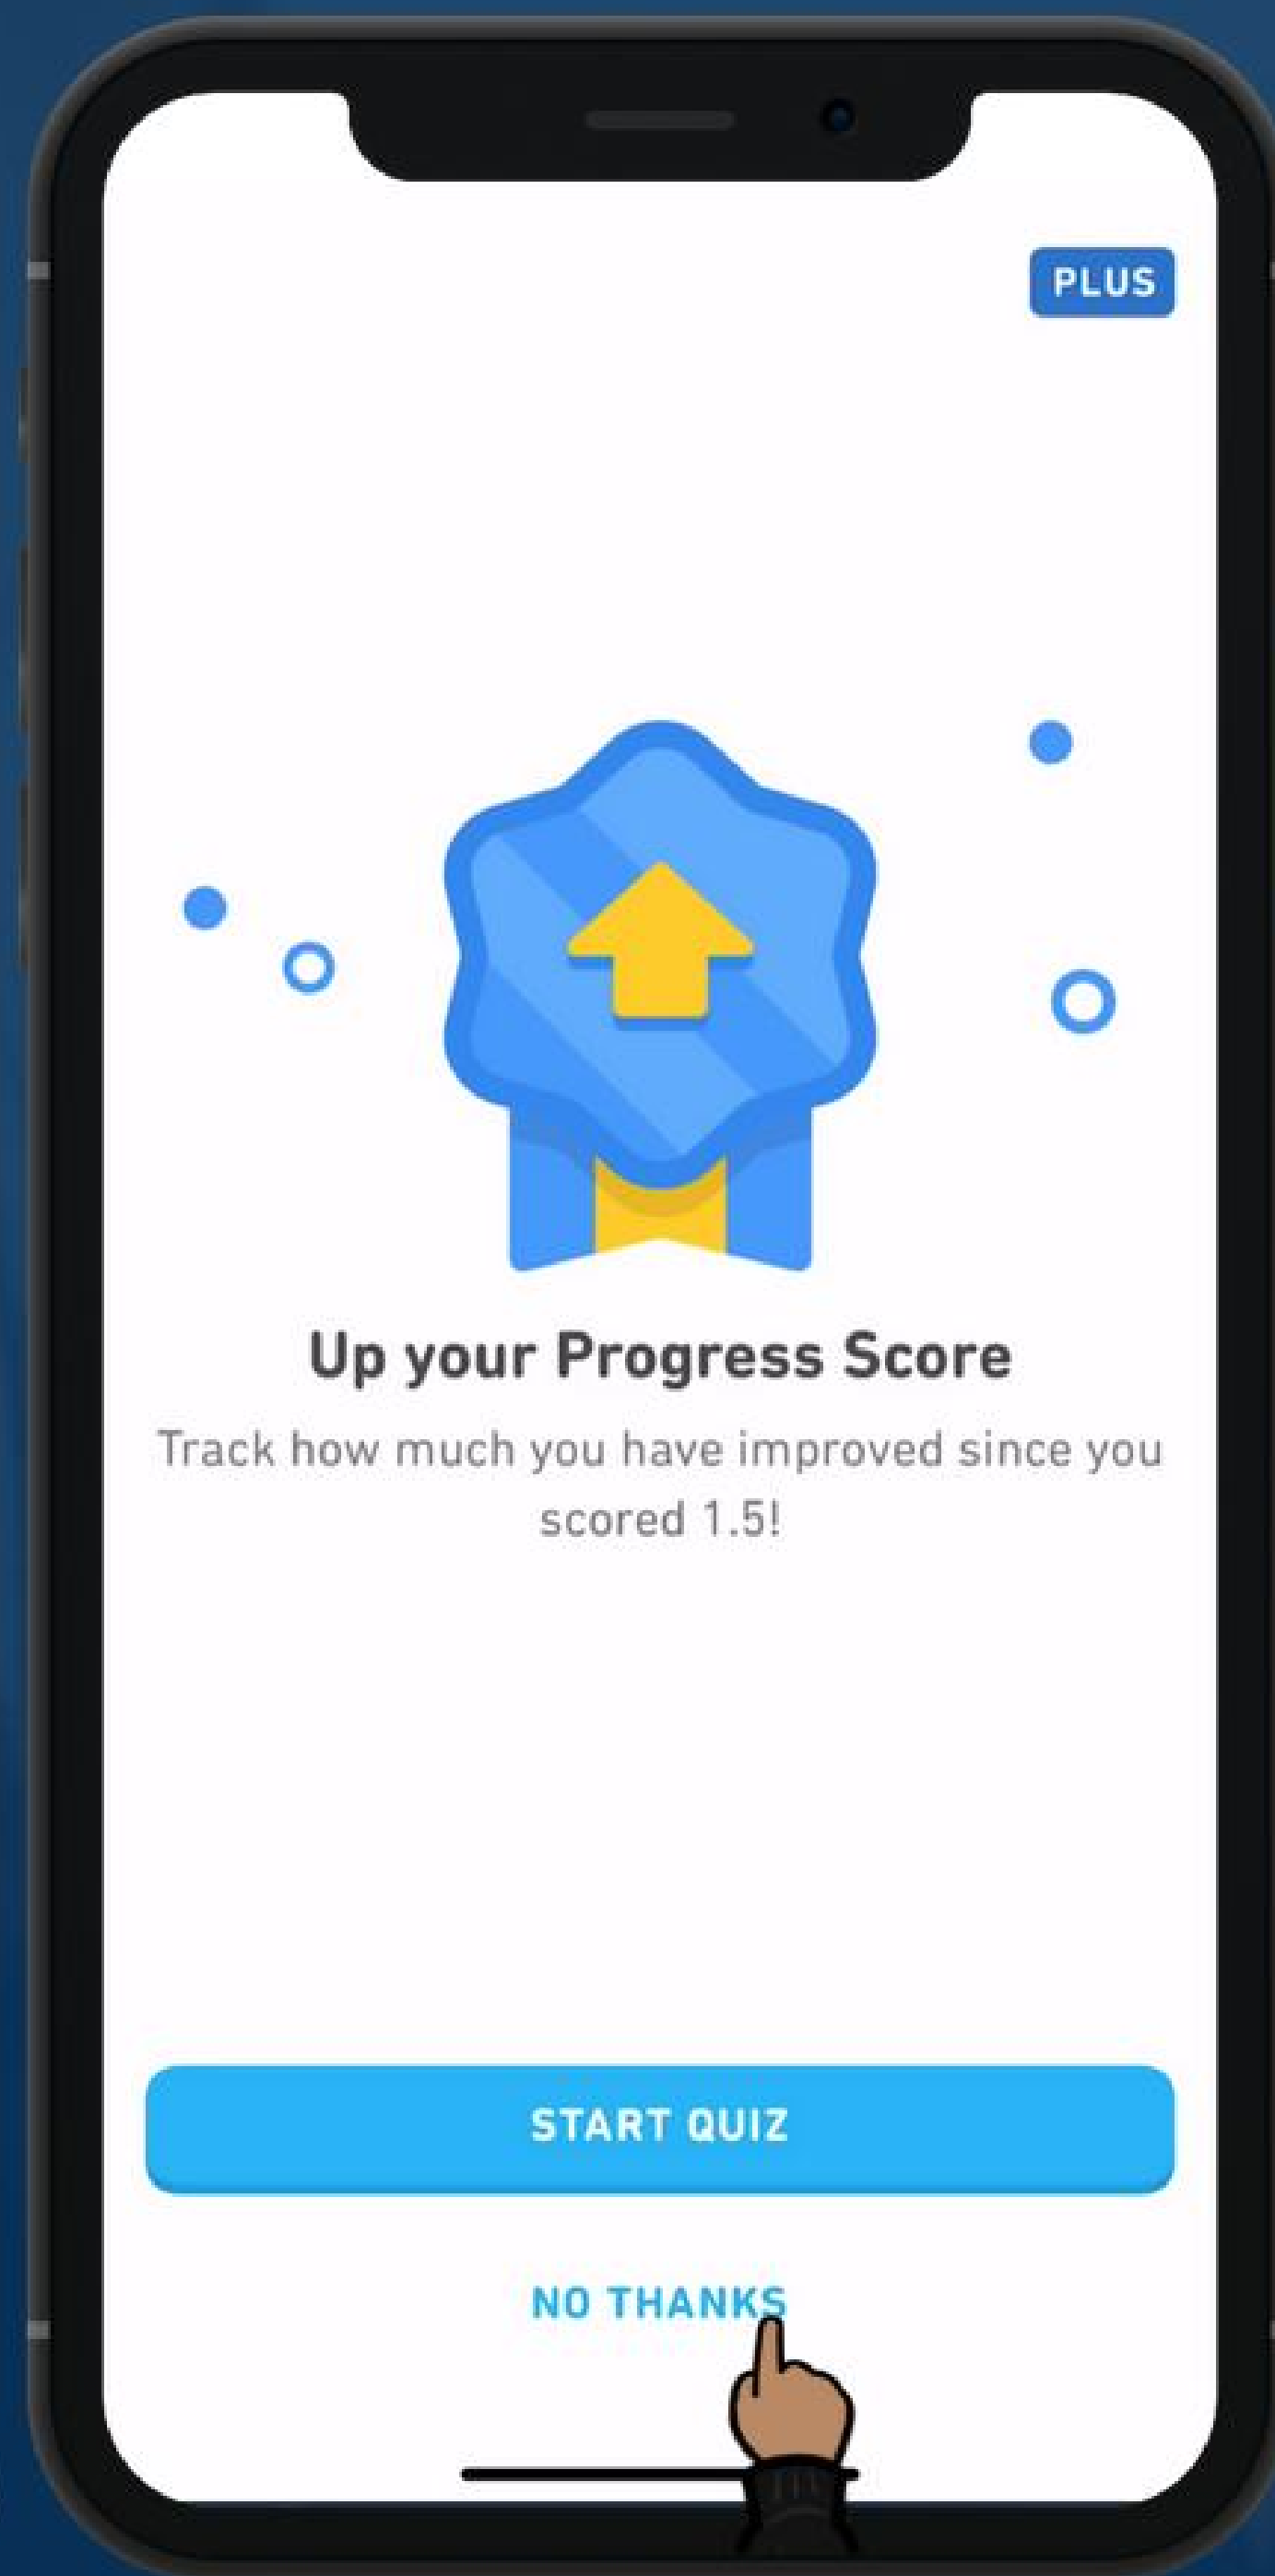 PLUS
Up your Progress Score
Track how much you have improved since you
scored 1.5!
START QUIZ
NO THANKS